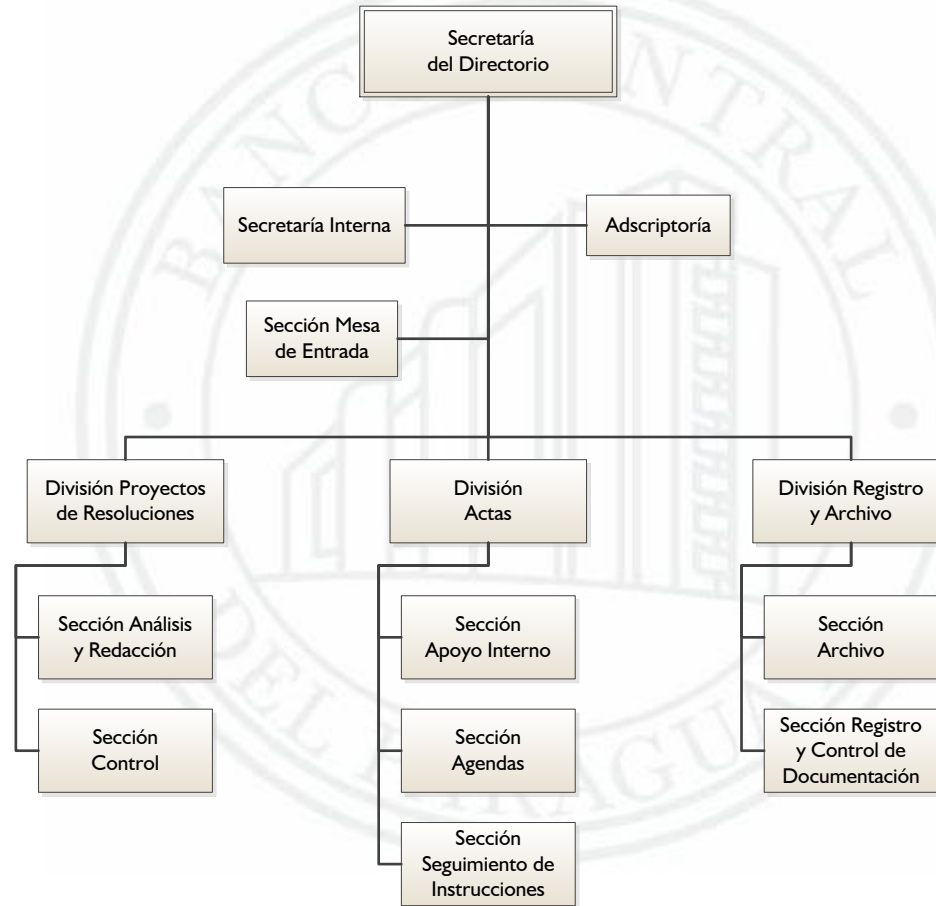 Secretaría
del Directorio
Secretaría Interna
Adscriptoría
Sección Mesa
de Entrada
División Proyectos
de Resoluciones
División
Actas
División Registro
y Archivo
Sección Análisis
y Redacción
Sección
Apoyo Interno
Sección
Archivo
Sección
Control
Sección
Agendas
Sección Registro
y Control de
Documentación
Sección
Seguimiento de
Instrucciones